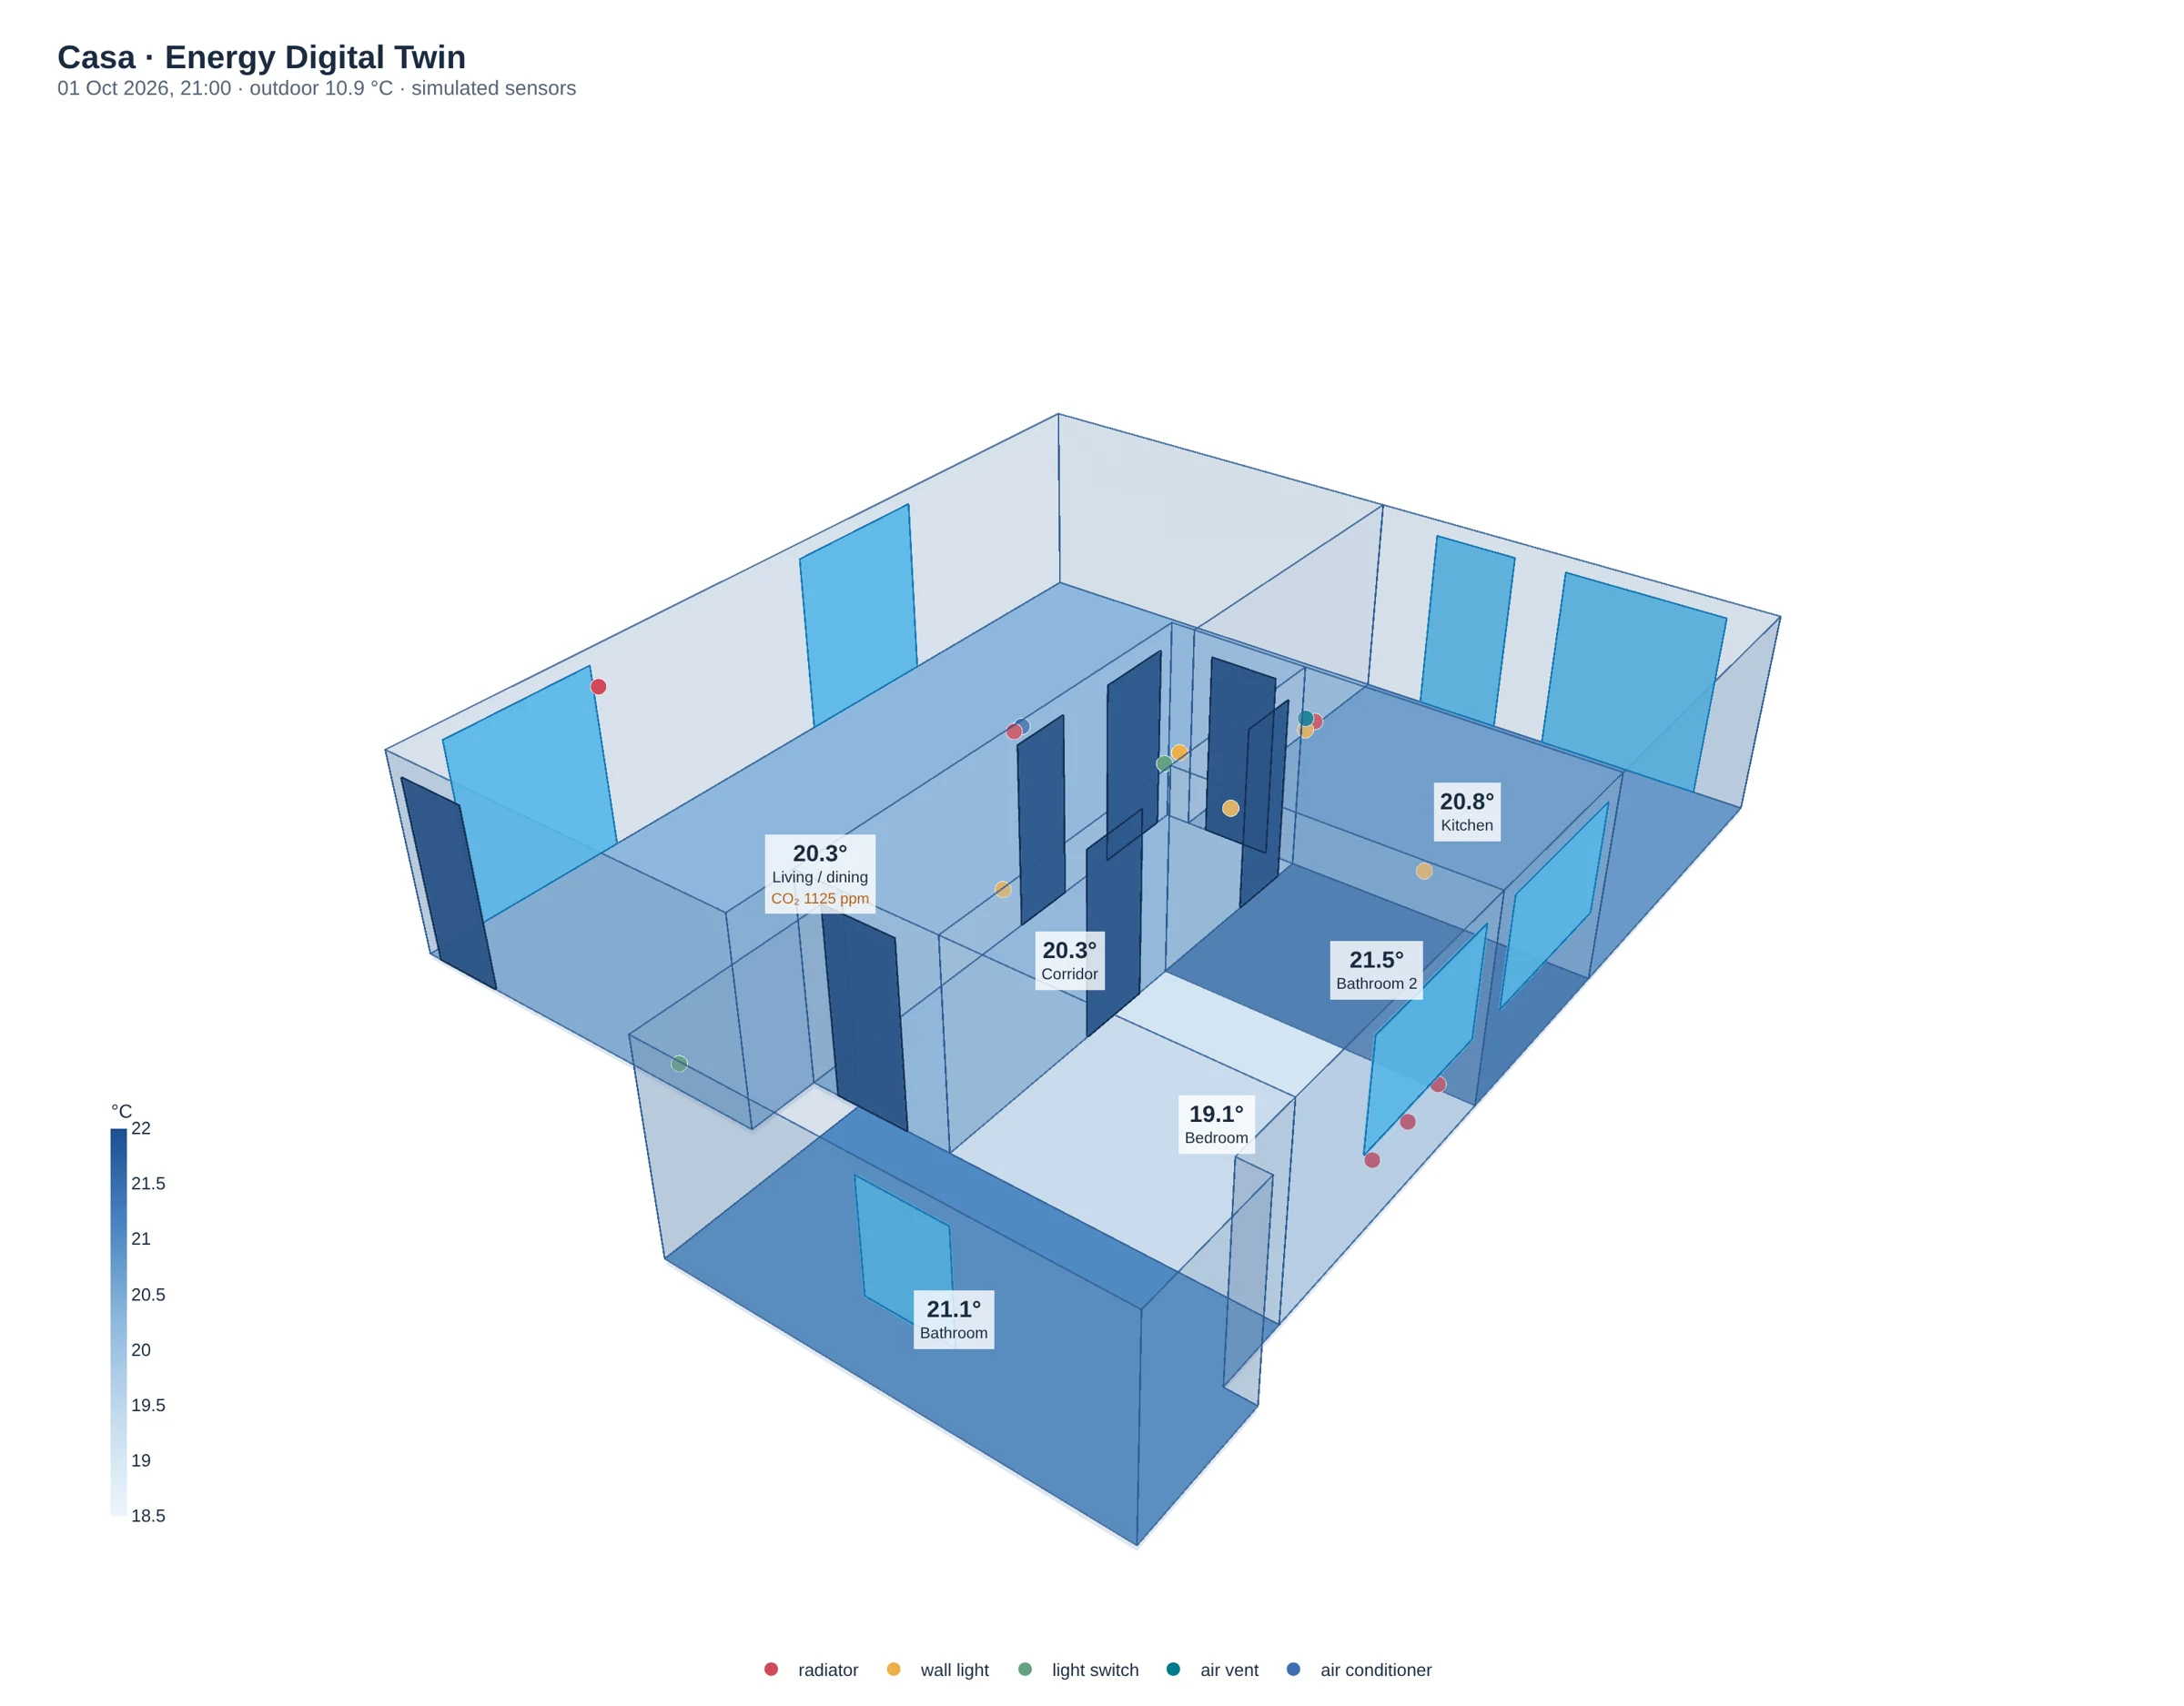 Casa · Energy Digital Twin
01 Oct 2026, 21:00 · outdoor 10.9 °C · simulated sensors
20.8°
Kitchen
20.3°
Living / dining
CO₂ 1125 ppm
20.3°
Corridor
21.5°
Bathroom 2
19.1°
Bedroom
21.1°
Bathroom
°C
22
21.5
21
20.5
20
19.5
19
18.5
radiator
wall light
light switch
air vent
air conditioner